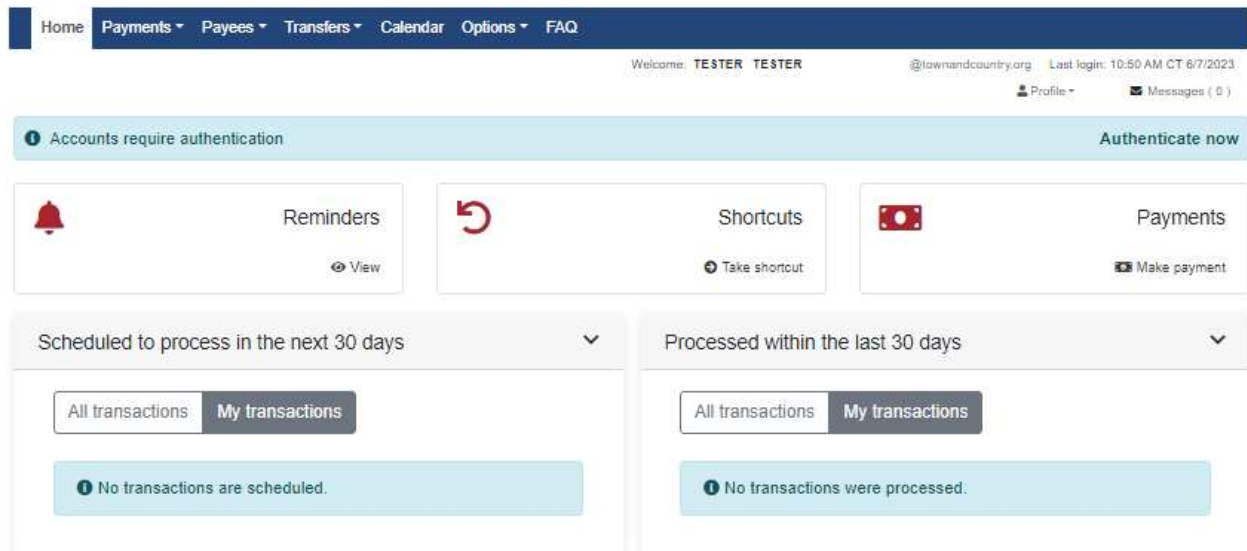 Home Payments Payees Transfers Calendar Options FAQ
Welcome: TESTER TESTER @townandcountry.org Last login: 10:50 AM CT 6/7/2023
Profile Messages ( 0 )
Accounts require authentication Authenticate now
Reminders Shortcuts Payments
View Take shortcut Make payment
Scheduled to process in the next 30 days Processed within the last 30 days
All transactions My transactions All transactions My transactions
No transactions are scheduled. No transactions were processed.